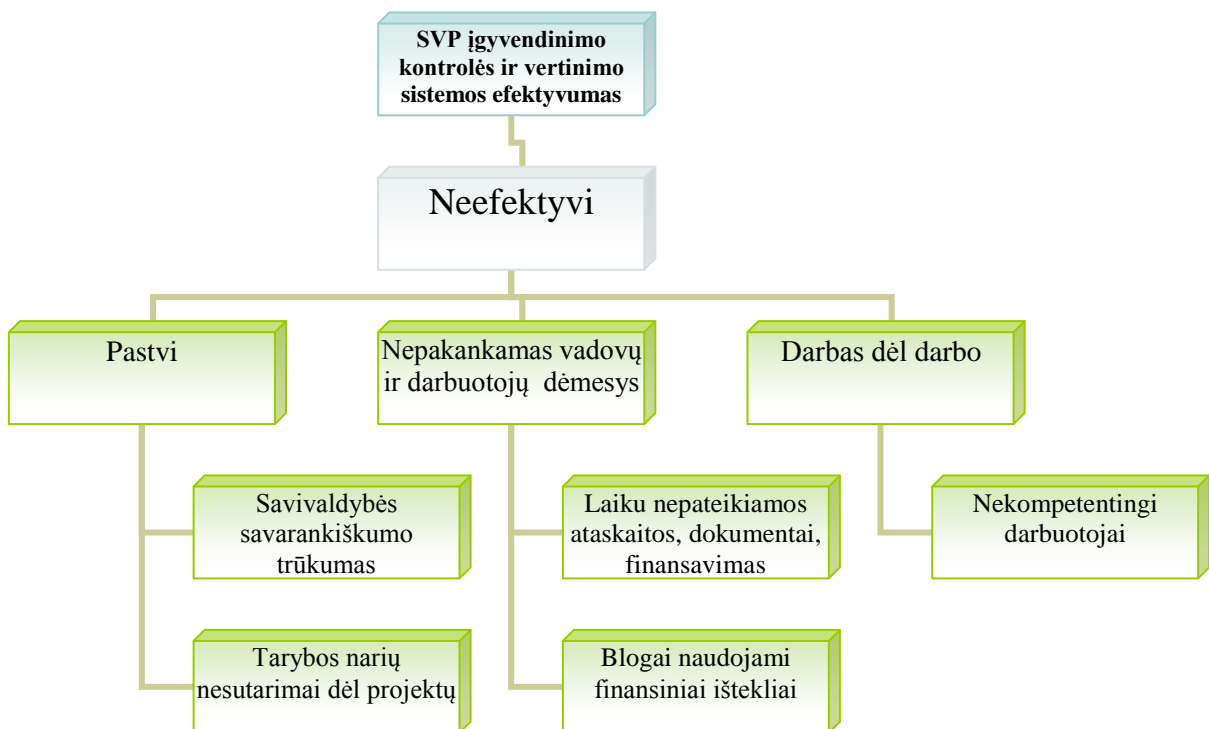 SVP įgyvendinimo
kontrolės ir vertinimo
sistemos efektyvumas
Neefektyvi
Pastvi
Nepakankamas vadovų
ir darbuotojų dėmesys
Darbas dėl darbo
Savivaldybės
savarankiškumo
trūkumas
Laiku nepateikiamos
ataskaitos, dokumentai,
finansavimas
Nekompetentingi
darbuotojai
Tarybos narių
nesutarimai dėl projektų
Blogai naudojami
finansiniai ištekliai